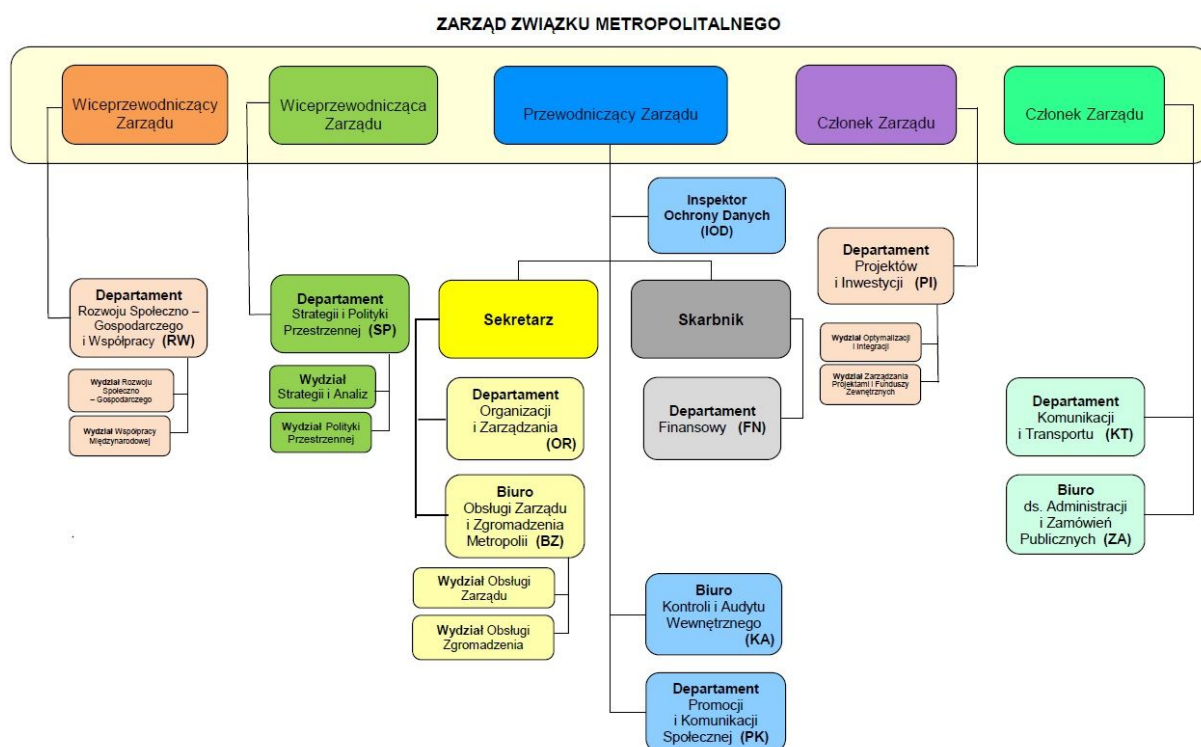 ZARZĄD ZWIĄZKU METROPOLITALNEGO
Wiceprzewodniczący
Zarządu
Wiceprzewodnicząca
Zarządu
Przewodniczący Zarządu
Członek Zarządu
Członek Zarządu
Inspektor
Ochrony Danych
(IOD)
Departament
Projektów
i Inwestycji (PI)
Departament
Rozwoju Społeczno –
Gospodarczego
i Współpracy (RW)
Departament
Strategii i Polityki
Przestrzennej (SP)
Sekretarz
Skarbnik
Wydział Optymalizacji
i Integracji
Wydział Zarządzania
Projektami i Funduszy
Zewnętrznych
Wydział Rozwoju
Społeczno
– Gospodarczego
Wydział Współpracy
Międzynarodowej
Wydział
Strategii i Analiz
Wydział Polityki
Przestrzennej
Departament
Organizacji
i Zarządzania
(OR)
Departament
Finansowy (FN)
Departament
Komunikacji
i Transportu (KT)
Biuro
Obsługi Zarządu
i Zgromadzenia
Metropolii (BZ)
Biuro
ds. Administracji
i Zamówień
Publicznych (ZA)
Wydział Obsługi
Zarządu
Wydział Obsługi
Zgromadzenia
Biuro
Kontroli i Audytu
Wewnętrznego
(KA)
Departament
Promocji
i Komunikacji
Społecznej (PK)